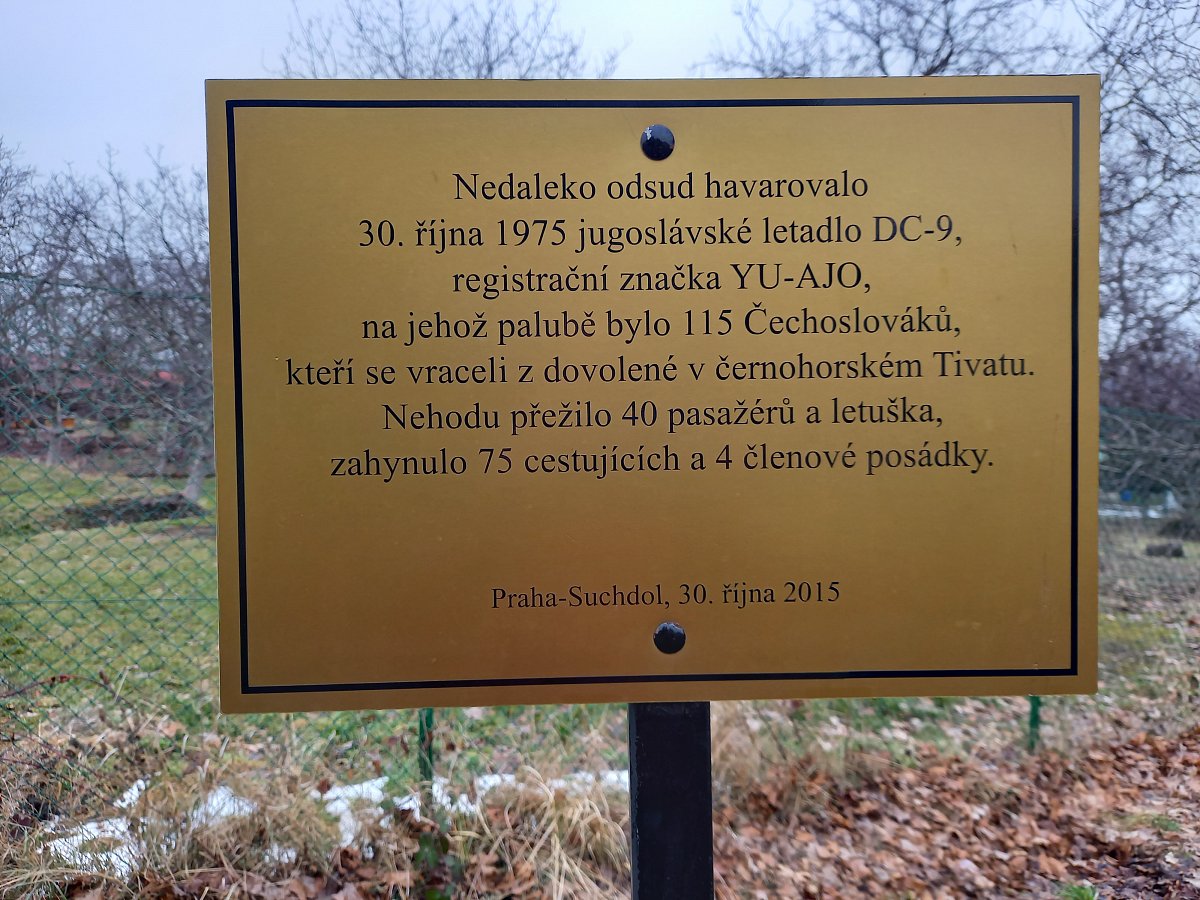 Nedaleko odsud havarovalo
30. října 1975 jugoslávské letadlo DC-9,
registrační značka YU-AJO,
na jehož palubě bylo 115 Čechoslováků,
kteří se vraceli z dovolené v černohorském Tivatu.
Nehodu přežilo 40 pasažérů a letuška,
zahynulo 75 cestujících a 4 členové posádky.
Praha-Suchdol, 30. října 2015